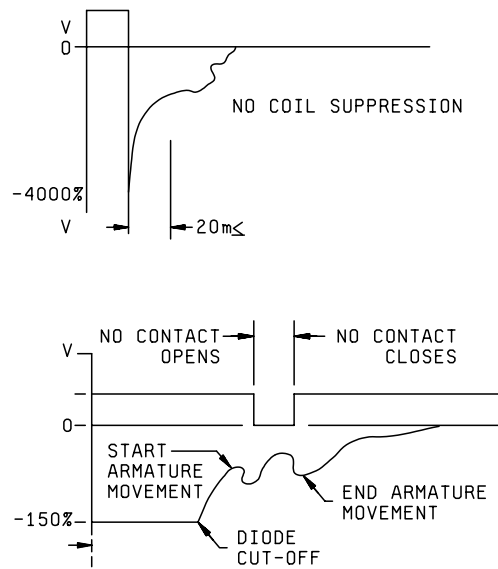 V
0
NO COIL SUPPRESSION
-4000%
V
20m≤
NO CONTACT
OPENS
NO CONTACT
CLOSES
V
0
START
ARMATURE
MOVEMENT
END ARMATURE
MOVEMENT
-150%
DIODE
CUT-OFF